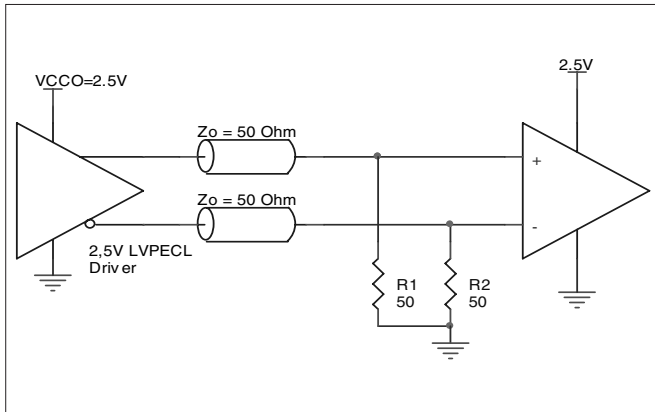 VCCO=2.5V
2.5V
Zo = 50 Ohm
+
Zo = 50 Ohm
-
2,5V LVPECL
Driver
R1
50
R2
50